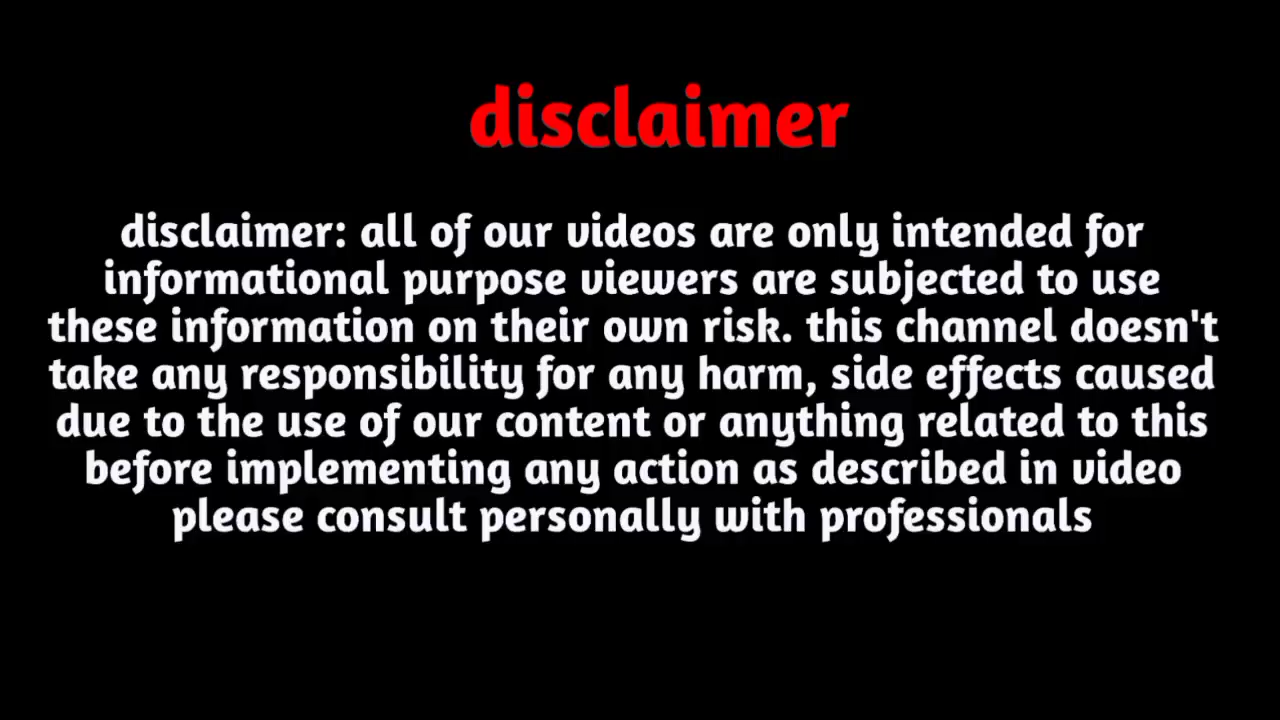 disclaimer
disclaimer: all of our videos are only intended for
informational purpose viewers are subjected to use
these information on their own risk. this channel doesn't
take any responsibility for any harm, side effects caused
due to the use of our content or anything related to this
before implementing any action as described in video
please consult personally with professionals